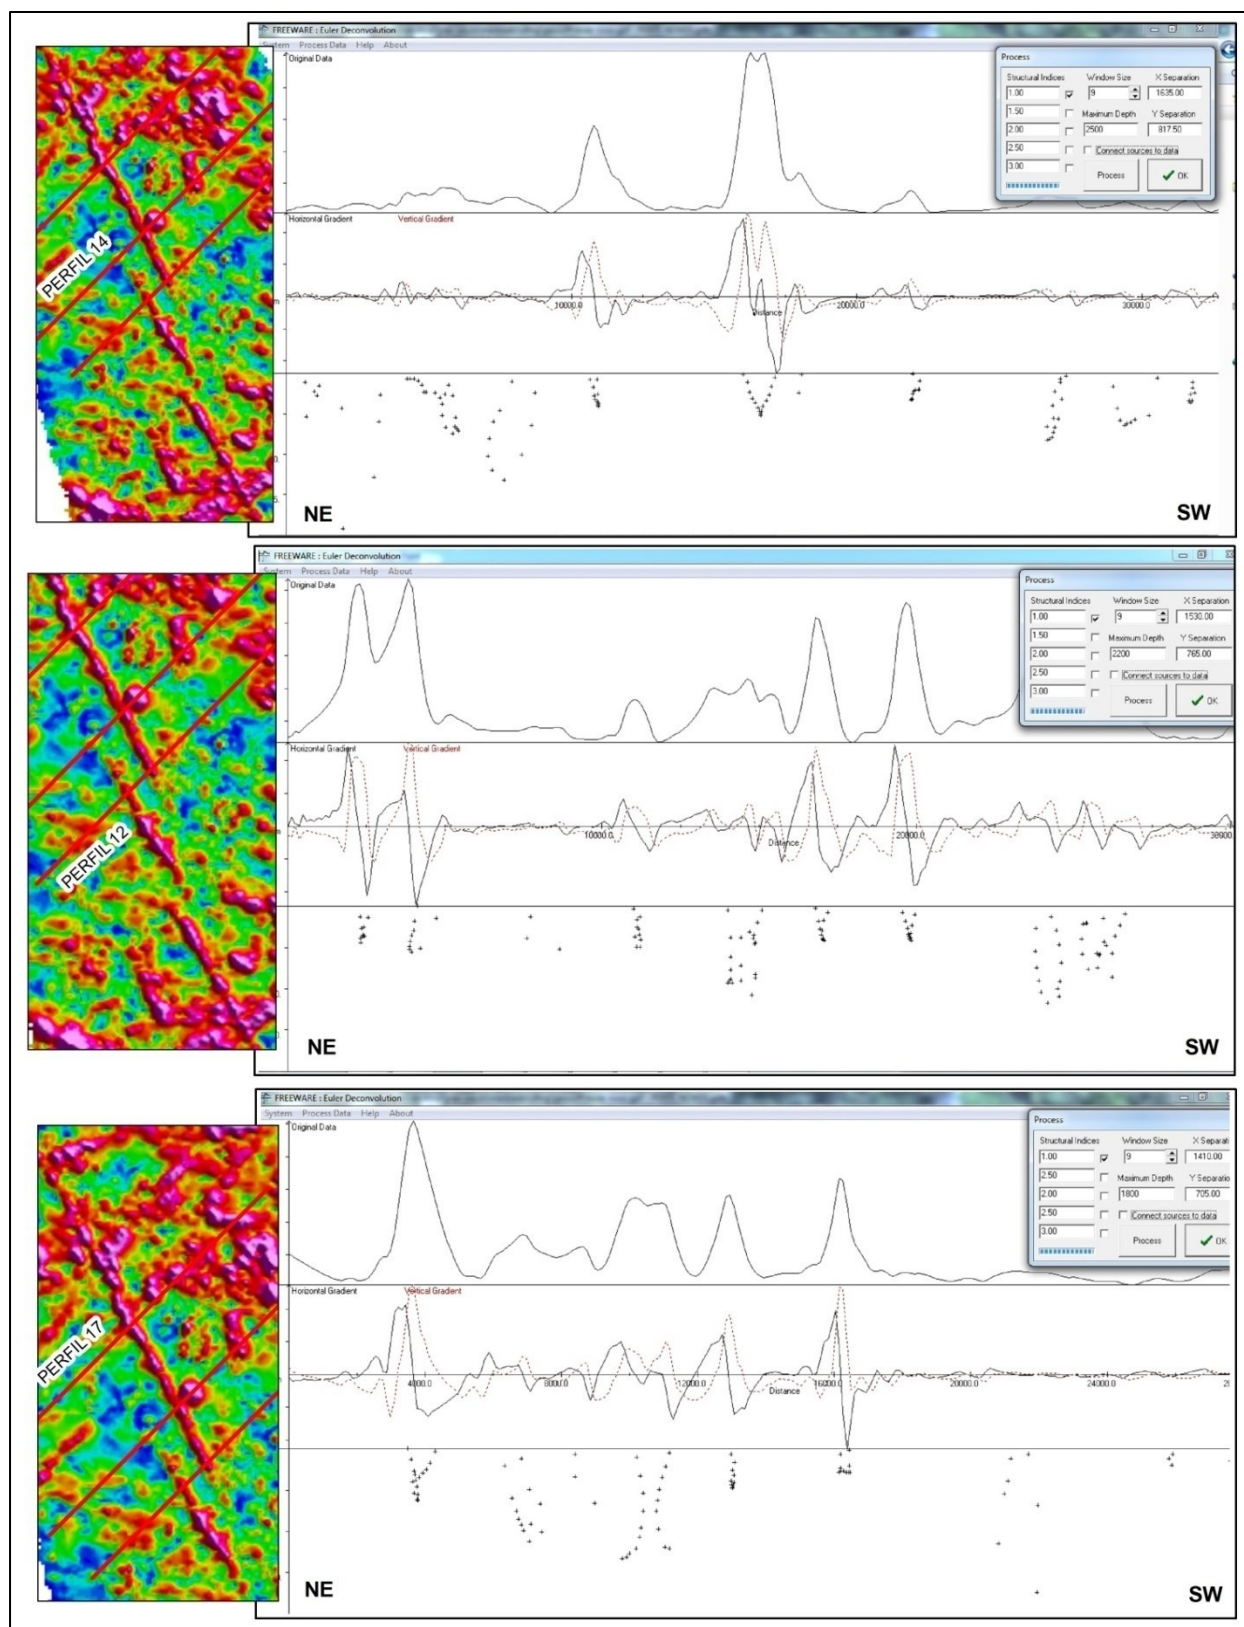 FREEWARE : Euler Deconvolution
System Process Data Help About
Original Data
Process
Structural Indices Window Size X Separation
1.00 9 1635.00
1.50 Maximum Depth Y Separation
2.00 2500 817.50
2.50 Connect sources to data
3.00 Process OK
PERFIL 14
Horizontal Gradient Vertical Gradient
10000.0 20000.0 30000.0
Distance
NE SW
FREEWARE : Euler Deconvolution
System Process Data Help About
Original Data
Process
Structural Indices Window Size X Separation
1.00 9 1530.00
1.50 Maximum Depth Y Separation
2.00 2200 765.00
2.50 Connect sources to data
3.00 Process OK
PERFIL 12
Horizontal Gradient Vertical Gradient
10000.0
Distance
NE SW
FREEWARE : Euler Deconvolution
System Process Data Help About
Original Data
Process
Structural Indices Window Size X Separati
1.00 9 1410.00
2.50 Maximum Depth Y Separation
2.00 1800 705.00
2.50 Connect sources to data
3.00 Process OK
PERFIL 17
Horizontal Gradient Vertical Gradient
4000.0 8000.0 12000.0 16000.0 20000.0 24000.0
Distance
NE SW